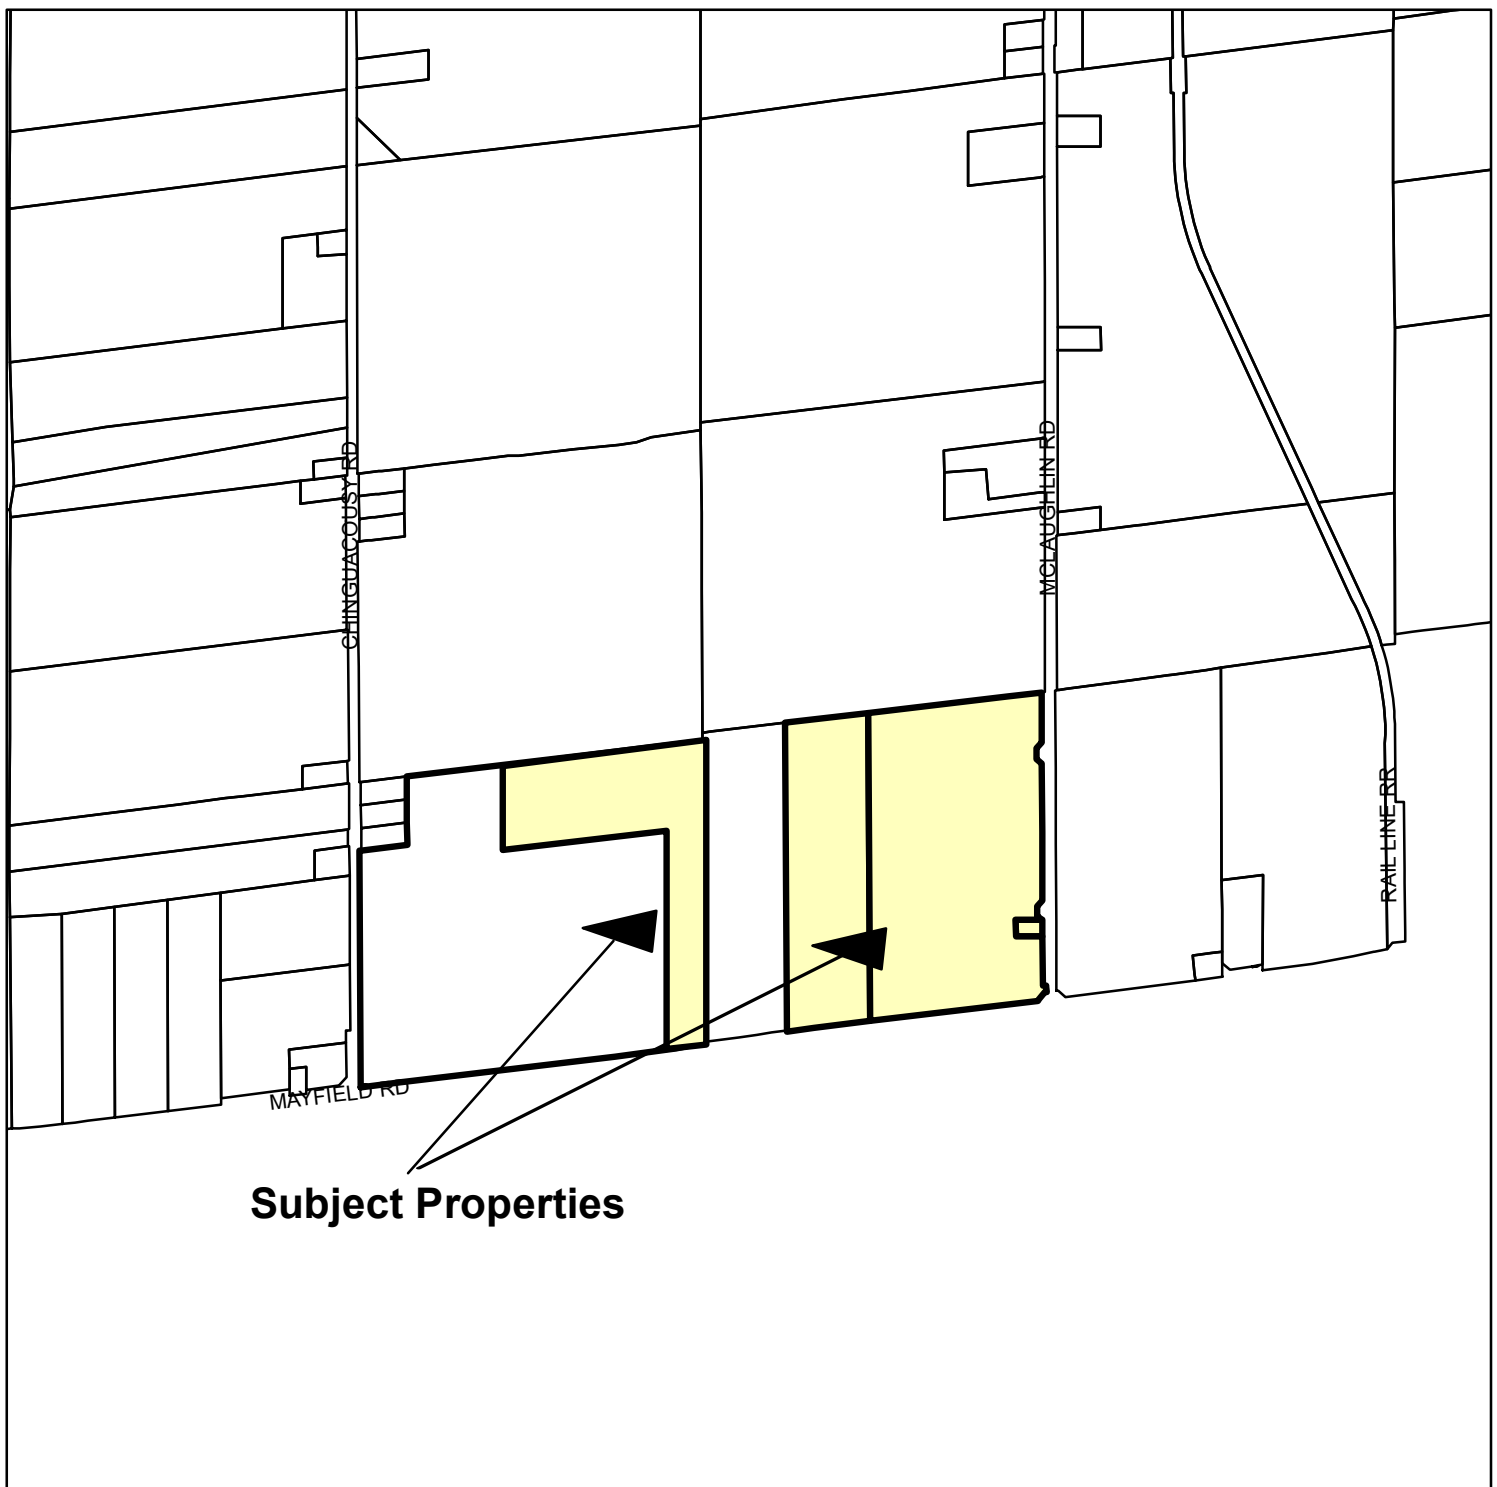 CHINGUACOUSY RD
MCLAUGHLIN RD
RAIL LINE RR
MAYFIELD RD
Subject Properties